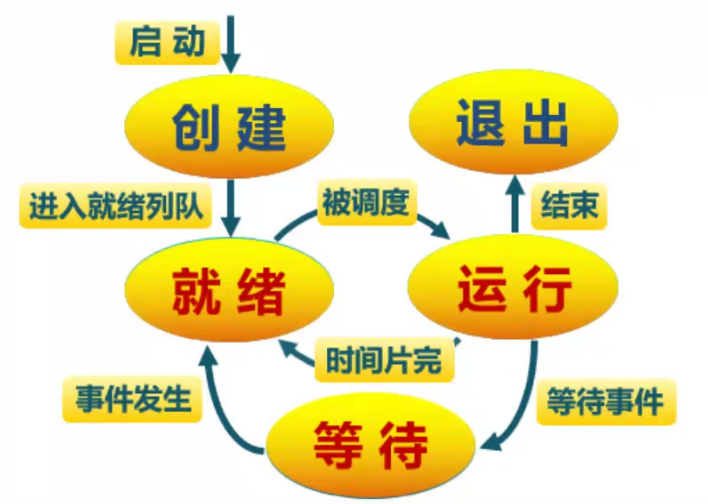 启动
创建
退出
进入就绪列队
被调度
结束
就绪
运行
时间片完
事件发生
等待事件
等待